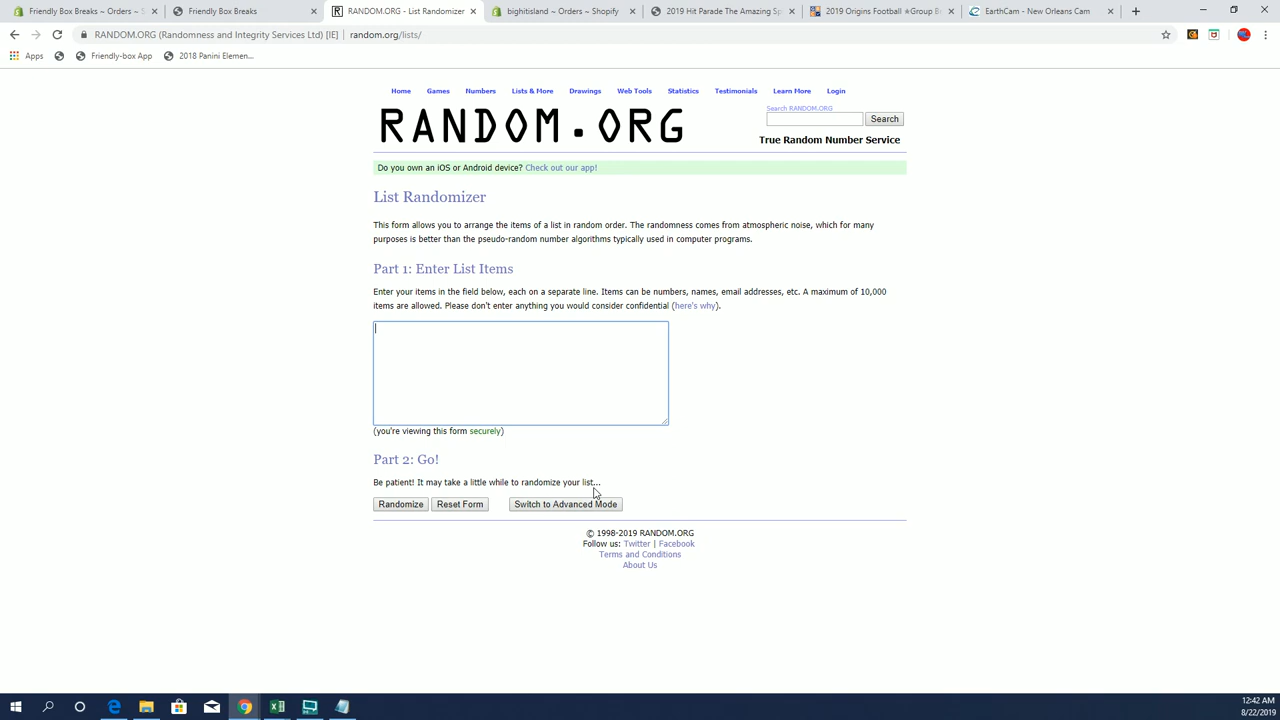 Friendly Box Breaks ~ Orders ~ S
Friendly Box Breaks
RANDOM.ORG - List Randomizer
bighitisland ~ Orders ~ Shopify
2019 Hit Parade The Amazing Sp
2019 Origins Football ★Group B
EarthCam - New Orleans Cam
RANDOM.ORG (Randomness and Integrity Services Ltd) [IE] | random.org/lists/
Apps
Friendly-box App
2018 Panini Elemen...
Home Games Numbers Lists & More Drawings Web Tools Statistics Testimonials Learn More Login
RANDOM.ORG
Search RANDOM.ORG
Search
True Random Number Service
Do you own an iOS or Android device? Check out our app!
List Randomizer
This form allows you to arrange the items of a list in random order. The randomness comes from atmospheric noise, which for many
purposes is better than the pseudo-random number algorithms typically used in computer programs.
Part 1: Enter List Items
Enter your items in the field below, each on a separate line. Items can be numbers, names, email addresses, etc. A maximum of 10,000
items are allowed. Please don't enter anything you would consider confidential (here's why).
(you're viewing this form securely)
Part 2: Go!
Be patient! It may take a little while to randomize your list...
Randomize Reset Form Switch to Advanced Mode
© 1998-2019 RANDOM.ORG
Follow us: Twitter | Facebook
Terms and Conditions
About Us
12:42 AM
8/22/2019